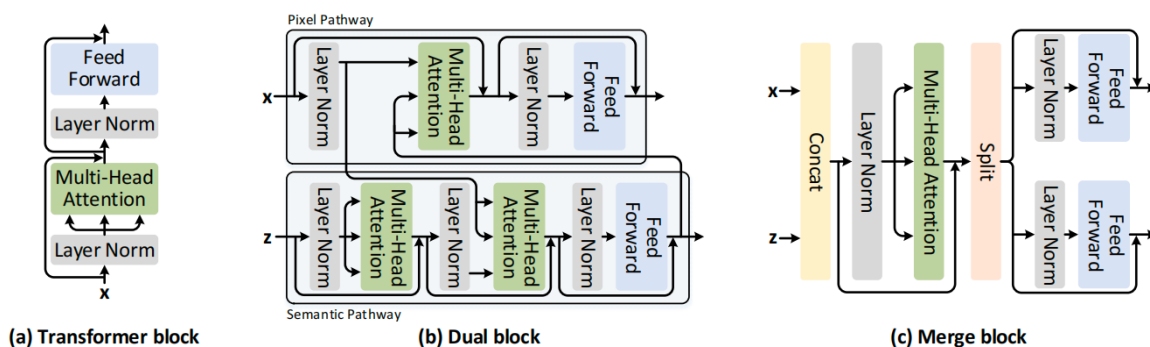 Feed
Forward
Layer Norm
Multi-Head
Attention
Layer Norm
x
(a) Transformer block
Pixel Pathway
x
Layer Norm
Multi-Head
Attention
Layer Norm
Feed
Forward
z
Layer Norm
Multi-Head
Attention
Layer Norm
Multi-Head
Attention
Layer Norm
Feed
Forward
Semantic Pathway
(b) Dual block
x
z
Concat
Layer Norm
Multi-Head Attention
Split
Layer Norm
Feed
Forward
Layer Norm
Feed
Forward
(c) Merge block